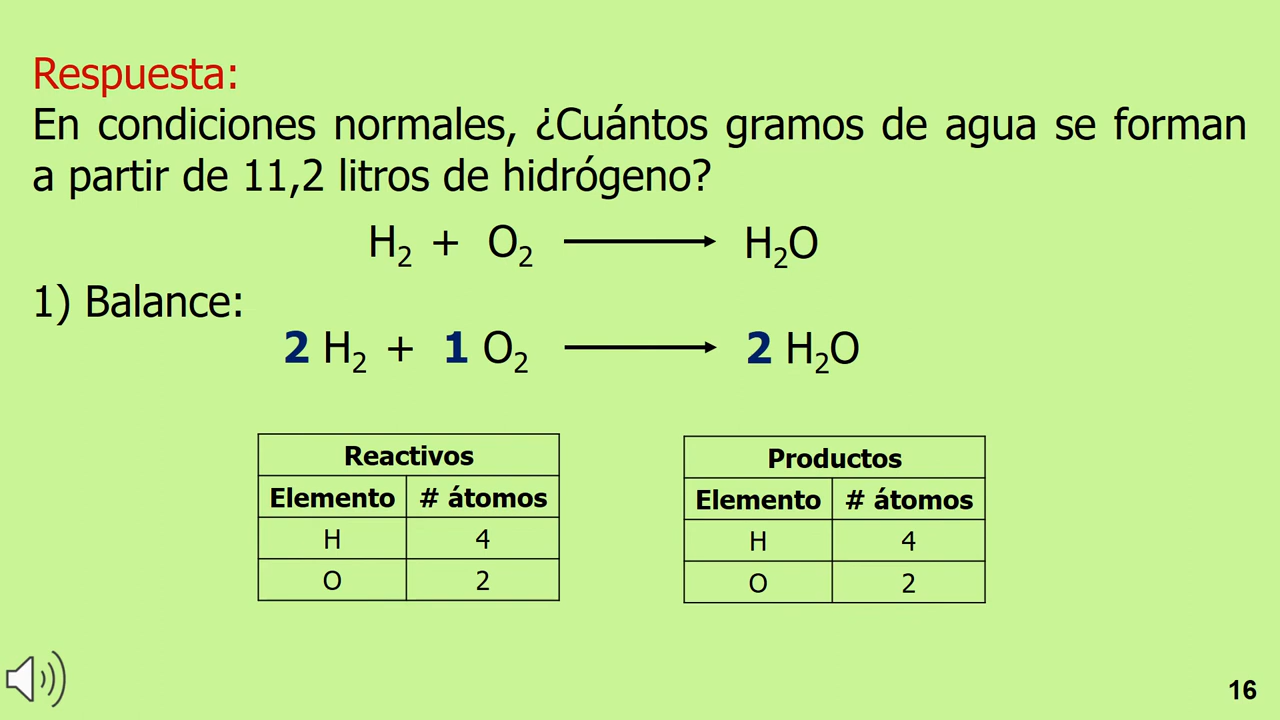 Respuesta:
En condiciones normales, ¿Cuántos gramos de agua se forman
a partir de 11,2 litros de hidrógeno?
H₂ + O₂ ⟶ H₂O
1) Balance:
2 H₂ + 1 O₂ ⟶ 2 H₂O
Reactivos
Elemento # átomos
H 4
O 2
Productos
Elemento # átomos
H 4
O 2
16